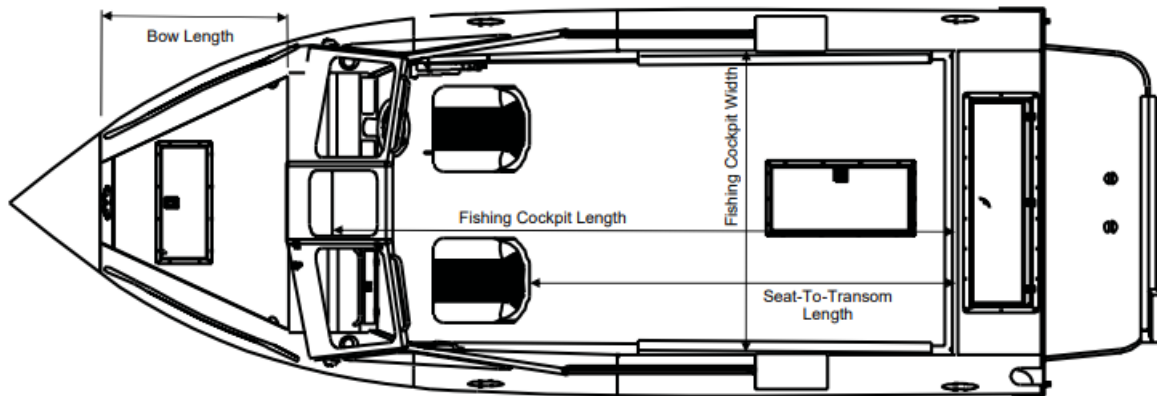 Bow Length
Fishing Cockpit Width
Fishing Cockpit Length
Seat-To-Transom
Length